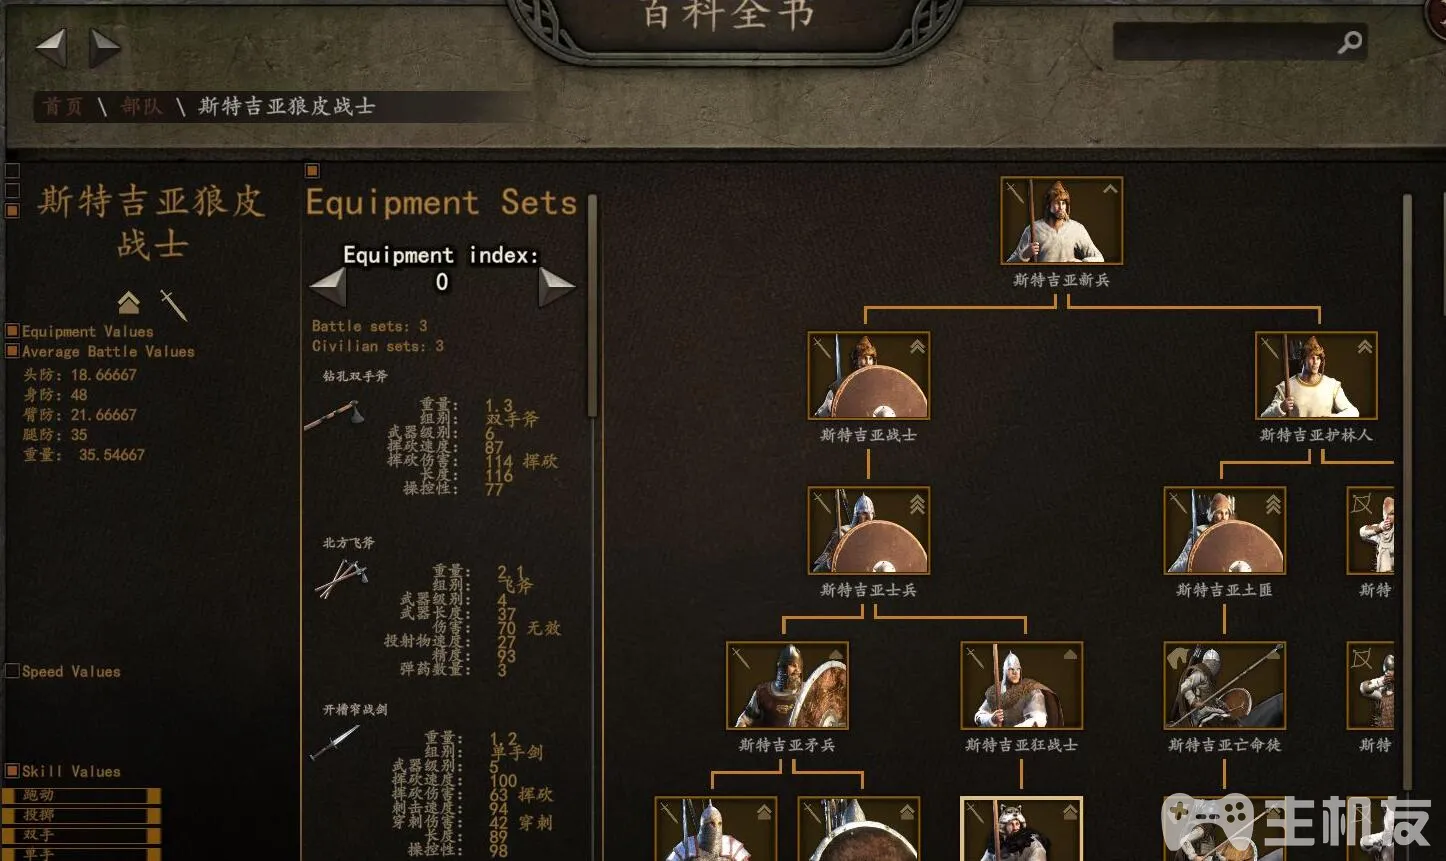 百科全书
首页 \ 部队 \ 斯特吉亚狼皮战士
斯特吉亚狼皮
战士
Equipment Values
Average Battle Values
头防: 18.66667
身防: 48
臂防: 21.66667
腿防: 35
重量: 35.54667
Speed Values
Skill Values
跑动
投掷
双手
单手
Equipment Sets
Equipment index:
0
Battle sets: 3
Civilian sets: 3
钻孔双手斧
重量: 1.3
组别: 双手斧
武器级别: 6
挥砍速度: 87
挥砍伤害: 114 挥砍
长度: 116
操控性: 77
北方飞斧
重量: 2.1
组别: 飞斧
武器级别: 4
武器长度: 37
伤害: 70 无效
投射物速度: 27
精度: 93
弹药数量: 3
开槽窄战剑
重量: 1.2
组别: 单手剑
武器级别: 5
挥砍速度: 100
挥砍伤害: 63 挥砍
刺击速度: 94
穿刺伤害: 42 穿刺
长度: 89
操控性: 98
斯特吉亚新兵
斯特吉亚战士
斯特吉亚护林人
斯特吉亚士兵
斯特吉亚土匪
斯特
斯特吉亚矛兵
斯特吉亚狂战士
斯特吉亚亡命徒
斯特
主机友